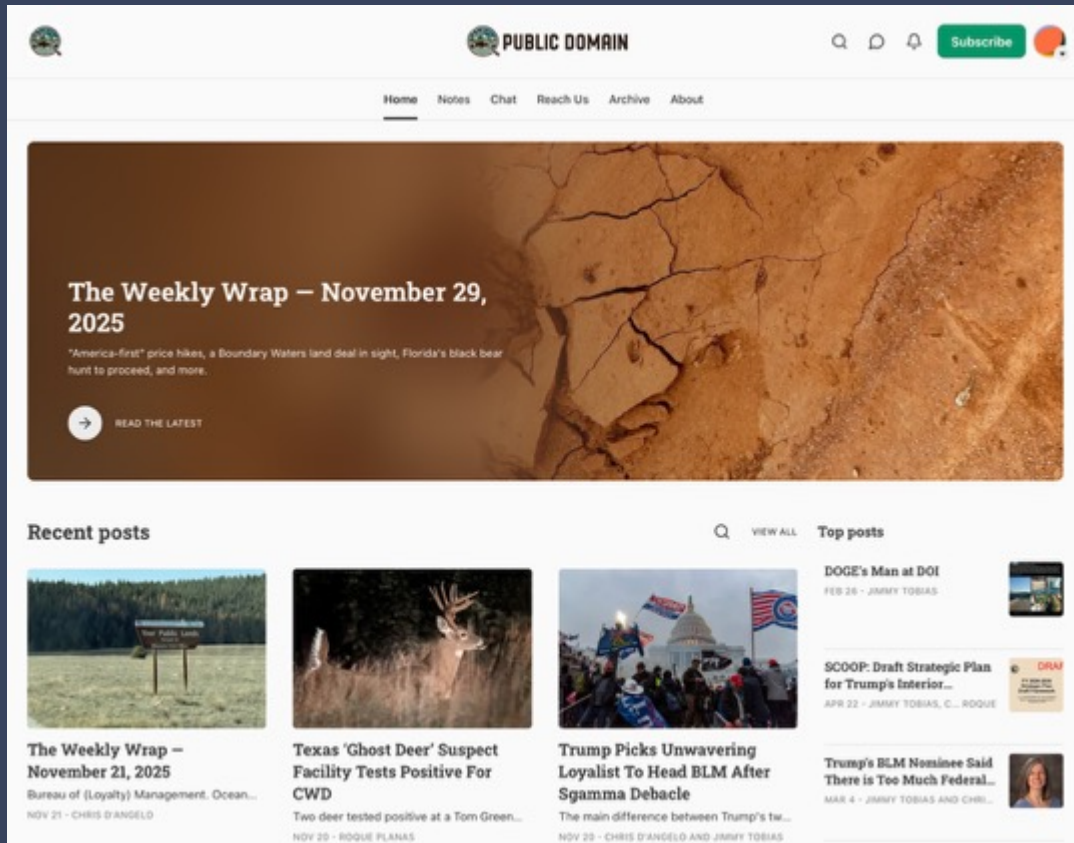 PUBLIC DOMAIN
Subscribe
Home Notes Chat Reach Us Archive About
The Weekly Wrap — November 29,
2025
"America-first" price hikes, a Boundary Waters land deal in sight, Florida's black bear
hunt to proceed, and more.
READ THE LATEST
Recent posts
VIEW ALL
Your Public Lands
The Weekly Wrap —
November 21, 2025
Bureau of (Loyalty) Management. Ocean...
NOV 21 • CHRIS D'ANGELO
Texas 'Ghost Deer' Suspect
Facility Tests Positive For
CWD
Two deer tested positive at a Tom Green...
NOV 20 • ROQUE PLANAS
Trump Picks Unwavering
Loyalist To Head BLM After
Sgamma Debacle
The main difference between Trump's tw...
NOV 20 • CHRIS D'ANGELO AND JIMMY TOBIAS
Top posts
DOGE's Man at DOI
FEB 26 • JIMMY TOBIAS
SCOOP: Draft Strategic Plan
for Trump's Interior...
APR 22 • JIMMY TOBIAS, C... ROQUE
DRAF
Trump's BLM Nominee Said
There is Too Much Federal...
MAR 4 • JIMMY TOBIAS AND CHRI...